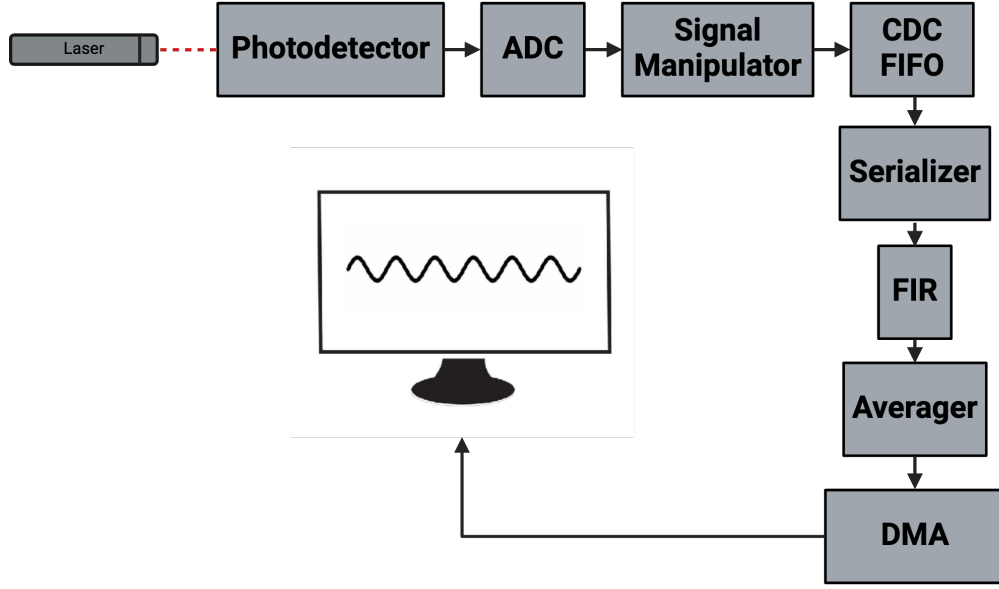 Laser
Photodetector
ADC
Signal
Manipulator
CDC
FIFO
Serializer
FIR
Averager
DMA